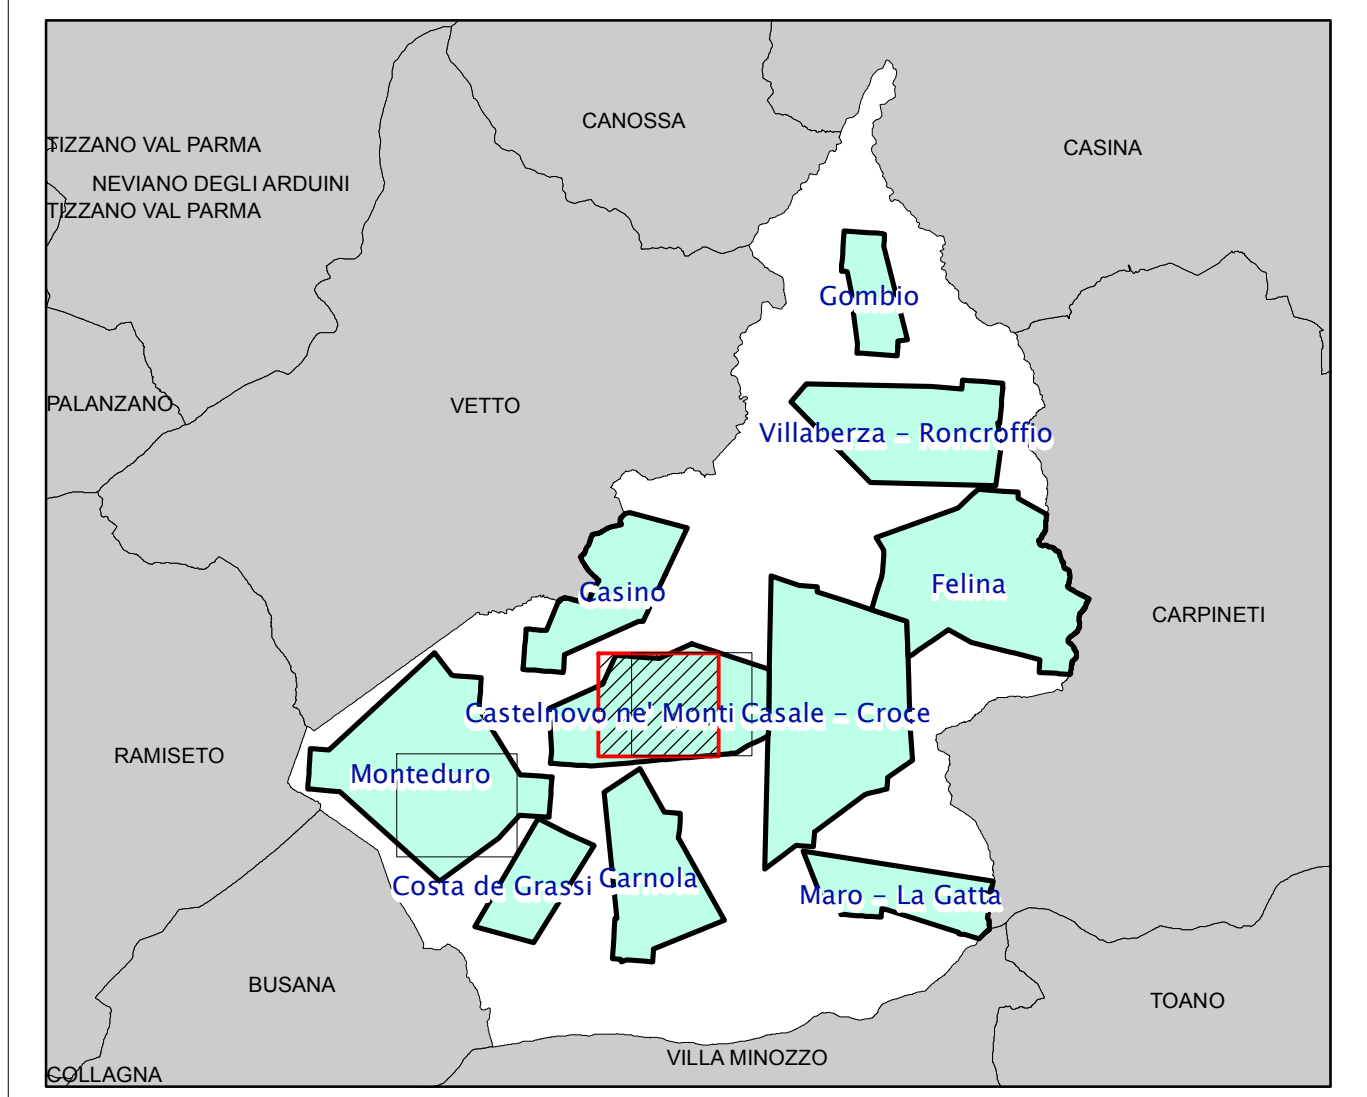 CANOSSA
TIZZANO VAL PARMA
CASINA
NEVIANO DEGLI ARDUINI
TIZZANO VAL PARMA
Gombio
PALANZANO
VETTO
Villaberza - Roncroffio
Casino
Felina
CARPINETI
Castelnovo ne' Monti
Casale - Croce
RAMISETO
Monteduro
Costa de Grassi
Carnola
Maro - La Gatta
BUSANA
TOANO
VILLA MINOZZO
COLLAGNA